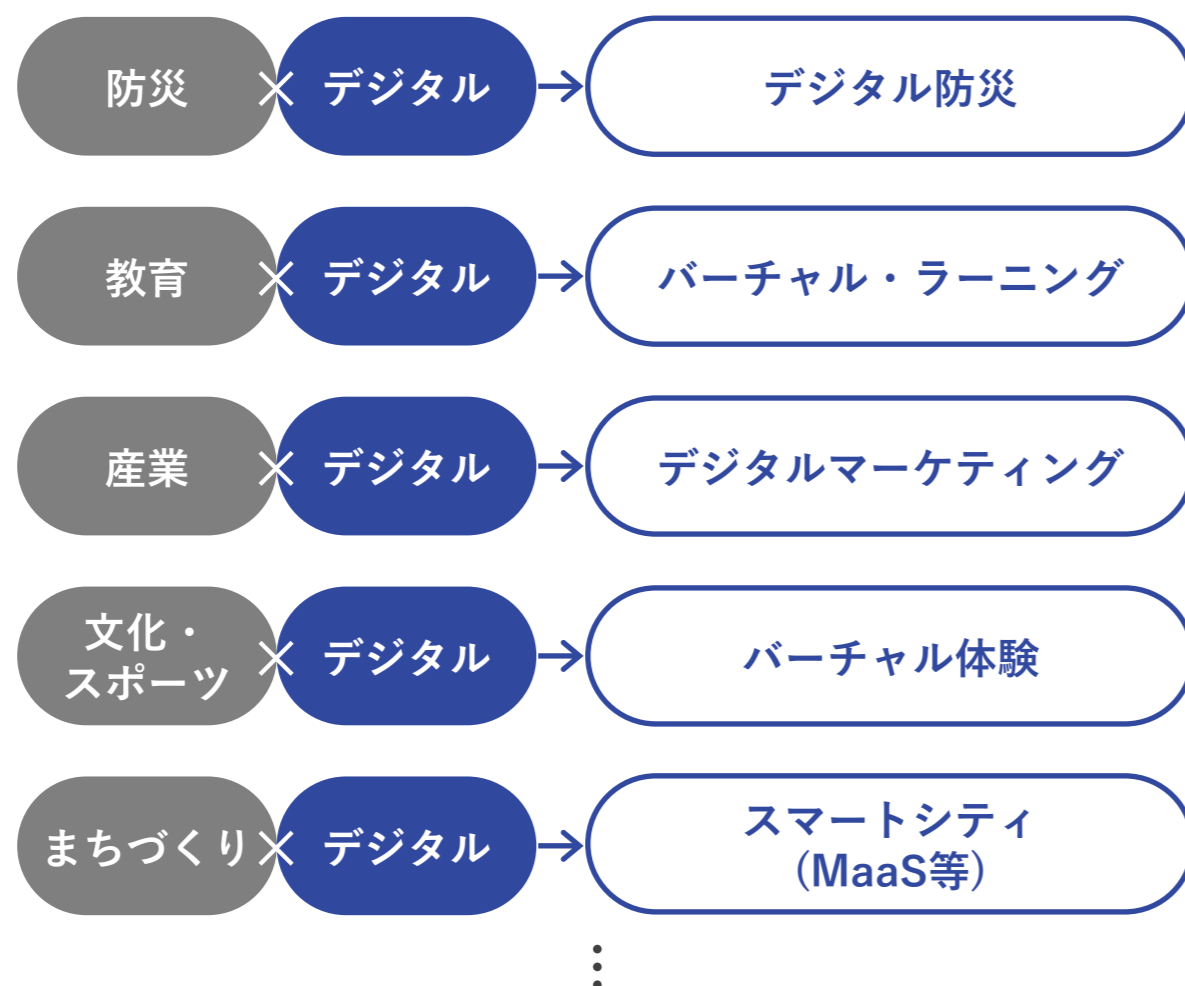 防災 × デジタル → デジタル防災
教育 × デジタル → バーチャル・ラーニング
産業 × デジタル → デジタルマーケティング
文化・
スポーツ × デジタル → バーチャル体験
まちづくり × デジタル → スマートシティ
(MaaS等)
⋮